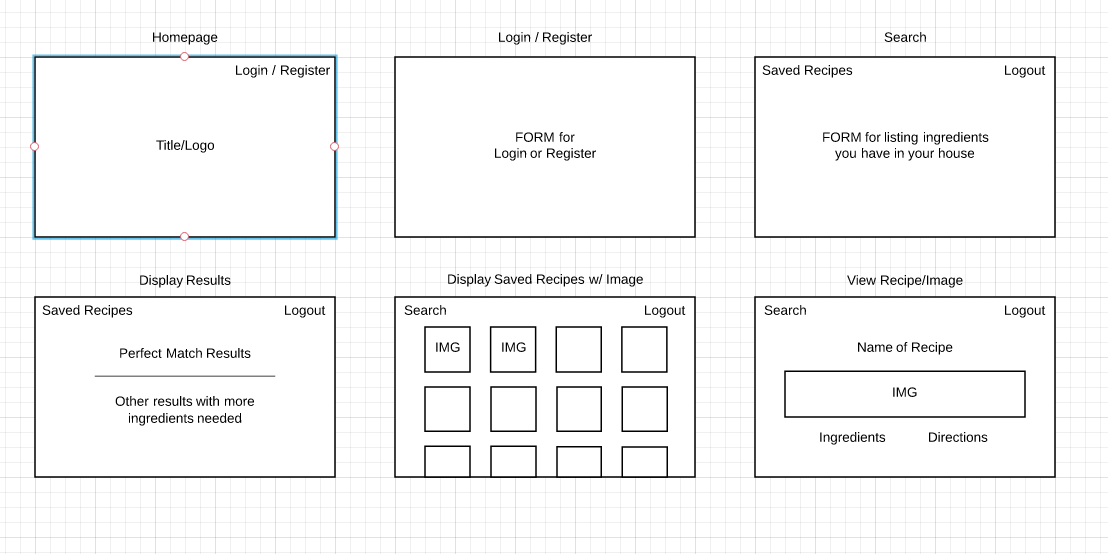 Homepage
Login / Register
Search
Login / Register
Title/Logo
FORM for
Login or Register
Saved Recipes
Logout
FORM for listing ingredients
you have in your house
Display Results
Display Saved Recipes w/ Image
View Recipe/Image
Saved Recipes
Logout
Perfect Match Results
Other results with more
ingredients needed
Search
Logout
IMG
IMG
Search
Logout
Name of Recipe
IMG
Ingredients
Directions